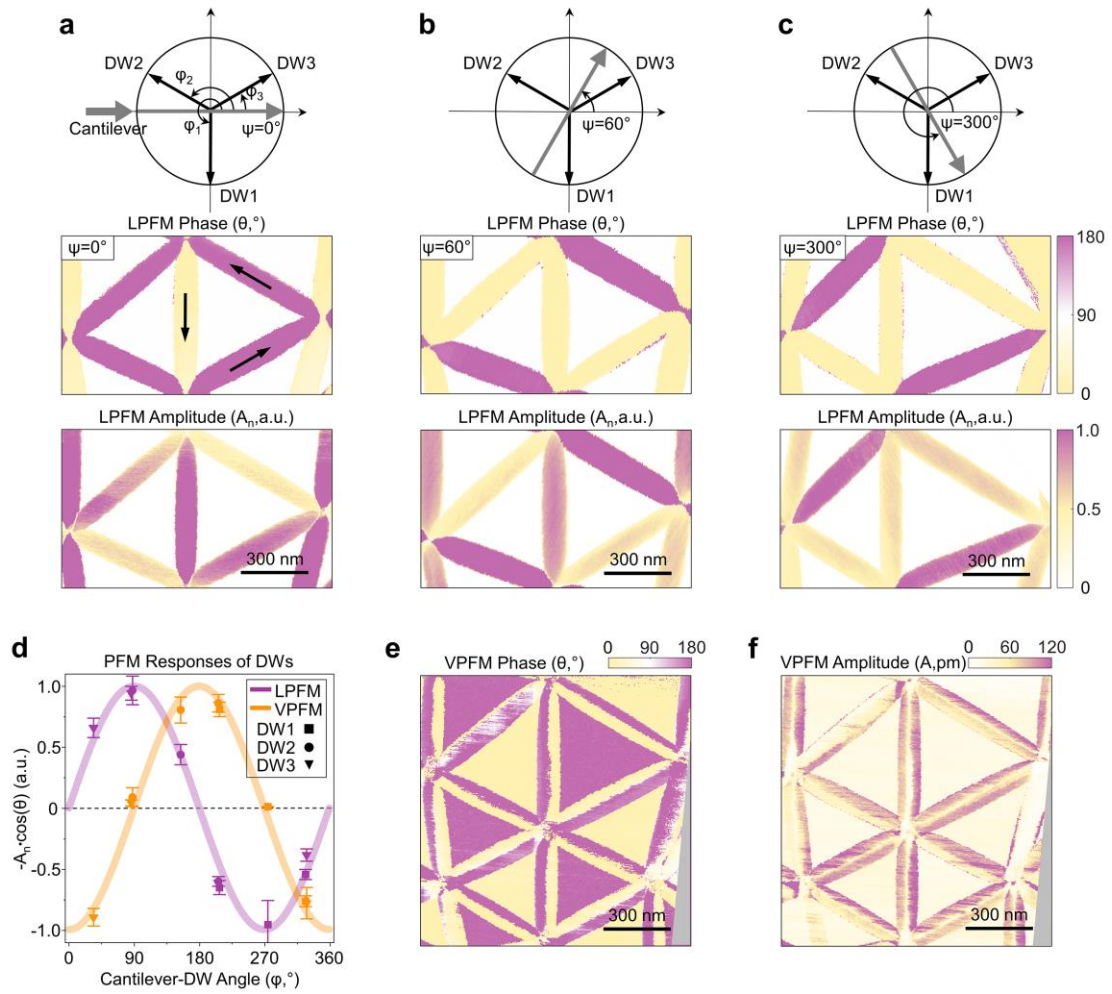 a
b
c
DW2
DW3
φ2
φ3
φ1
ψ=0°
Cantilever
DW1
DW2
DW3
ψ=60°
DW1
DW2
DW3
ψ=300°
DW1
LPFM Phase (θ,°)
LPFM Phase (θ,°)
LPFM Phase (θ,°)
ψ=0°
ψ=60°
ψ=300°
180
90
0
LPFM Amplitude (An,a.u.)
LPFM Amplitude (An,a.u.)
LPFM Amplitude (An,a.u.)
300 nm
300 nm
300 nm
1.0
0.5
0
d
PFM Responses of DWs
LPFM
VPFM
DW1
DW2
DW3
1.0
0.5
0
-0.5
-1.0
-An·cos(θ) (a.u.)
0 90 180 270 360
Cantilever-DW Angle (φ,°)
e
0 90 180
VPFM Phase (θ,°)
300 nm
f
0 60 120
VPFM Amplitude (A,pm)
300 nm